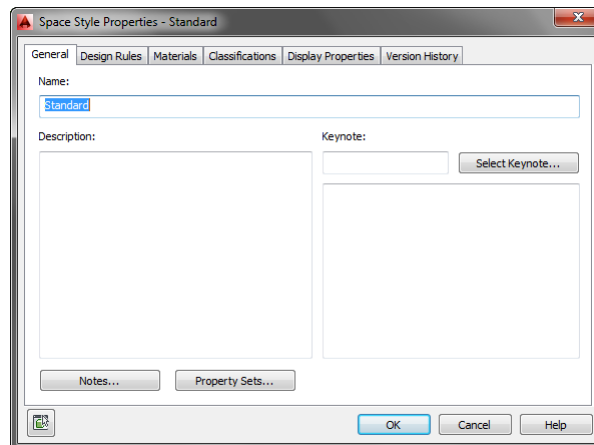 Space Style Properties - Standard
General Design Rules Materials Classifications Display Properties Version History
Name:
Standard
Description:
Keynote:
Select Keynote...
Notes... Property Sets...
OK Cancel Help